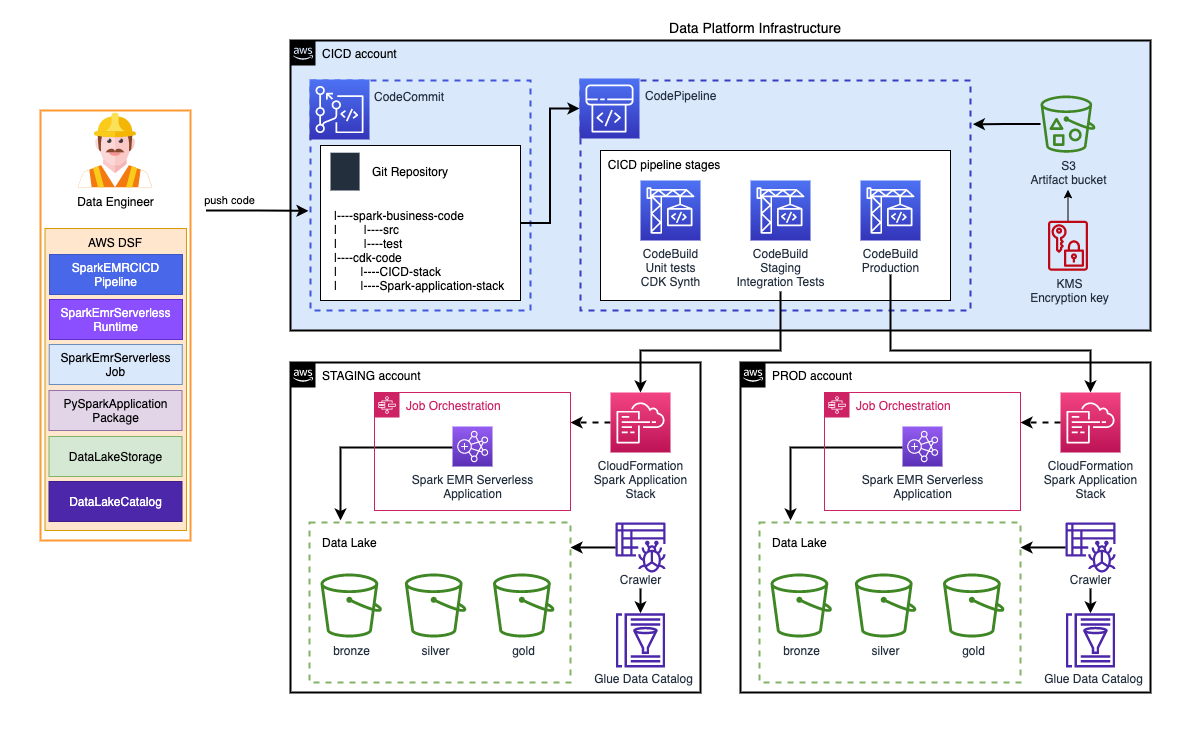 Data Platform Infrastructure
aws
CICD account
CodeCommit
Git Repository
|----spark-business-code
|       |----src
|       |----test
|----cdk-code
|       |----CICD-stack
|       |----Spark-application-stack
CodePipeline
CICD pipeline stages
CodeBuild
Unit tests
CDK Synth
CodeBuild
Staging
Integration Tests
CodeBuild
Production
S3
Artifact bucket
KMS
Encryption key
Data Engineer
push code
AWS DSF
SparkEMRCICD
Pipeline
SparkEmrServerless
Runtime
SparkEmrServerless
Job
PySparkApplication
Package
DataLakeStorage
DataLakeCatalog
aws
STAGING account
Job Orchestration
Spark EMR Serverless
Application
CloudFormation
Spark Application
Stack
Data Lake
bronze
silver
gold
Crawler
Glue Data Catalog
aws
PROD account
Job Orchestration
Spark EMR Serverless
Application
CloudFormation
Spark Application
Stack
Data Lake
bronze
silver
gold
Crawler
Glue Data Catalog